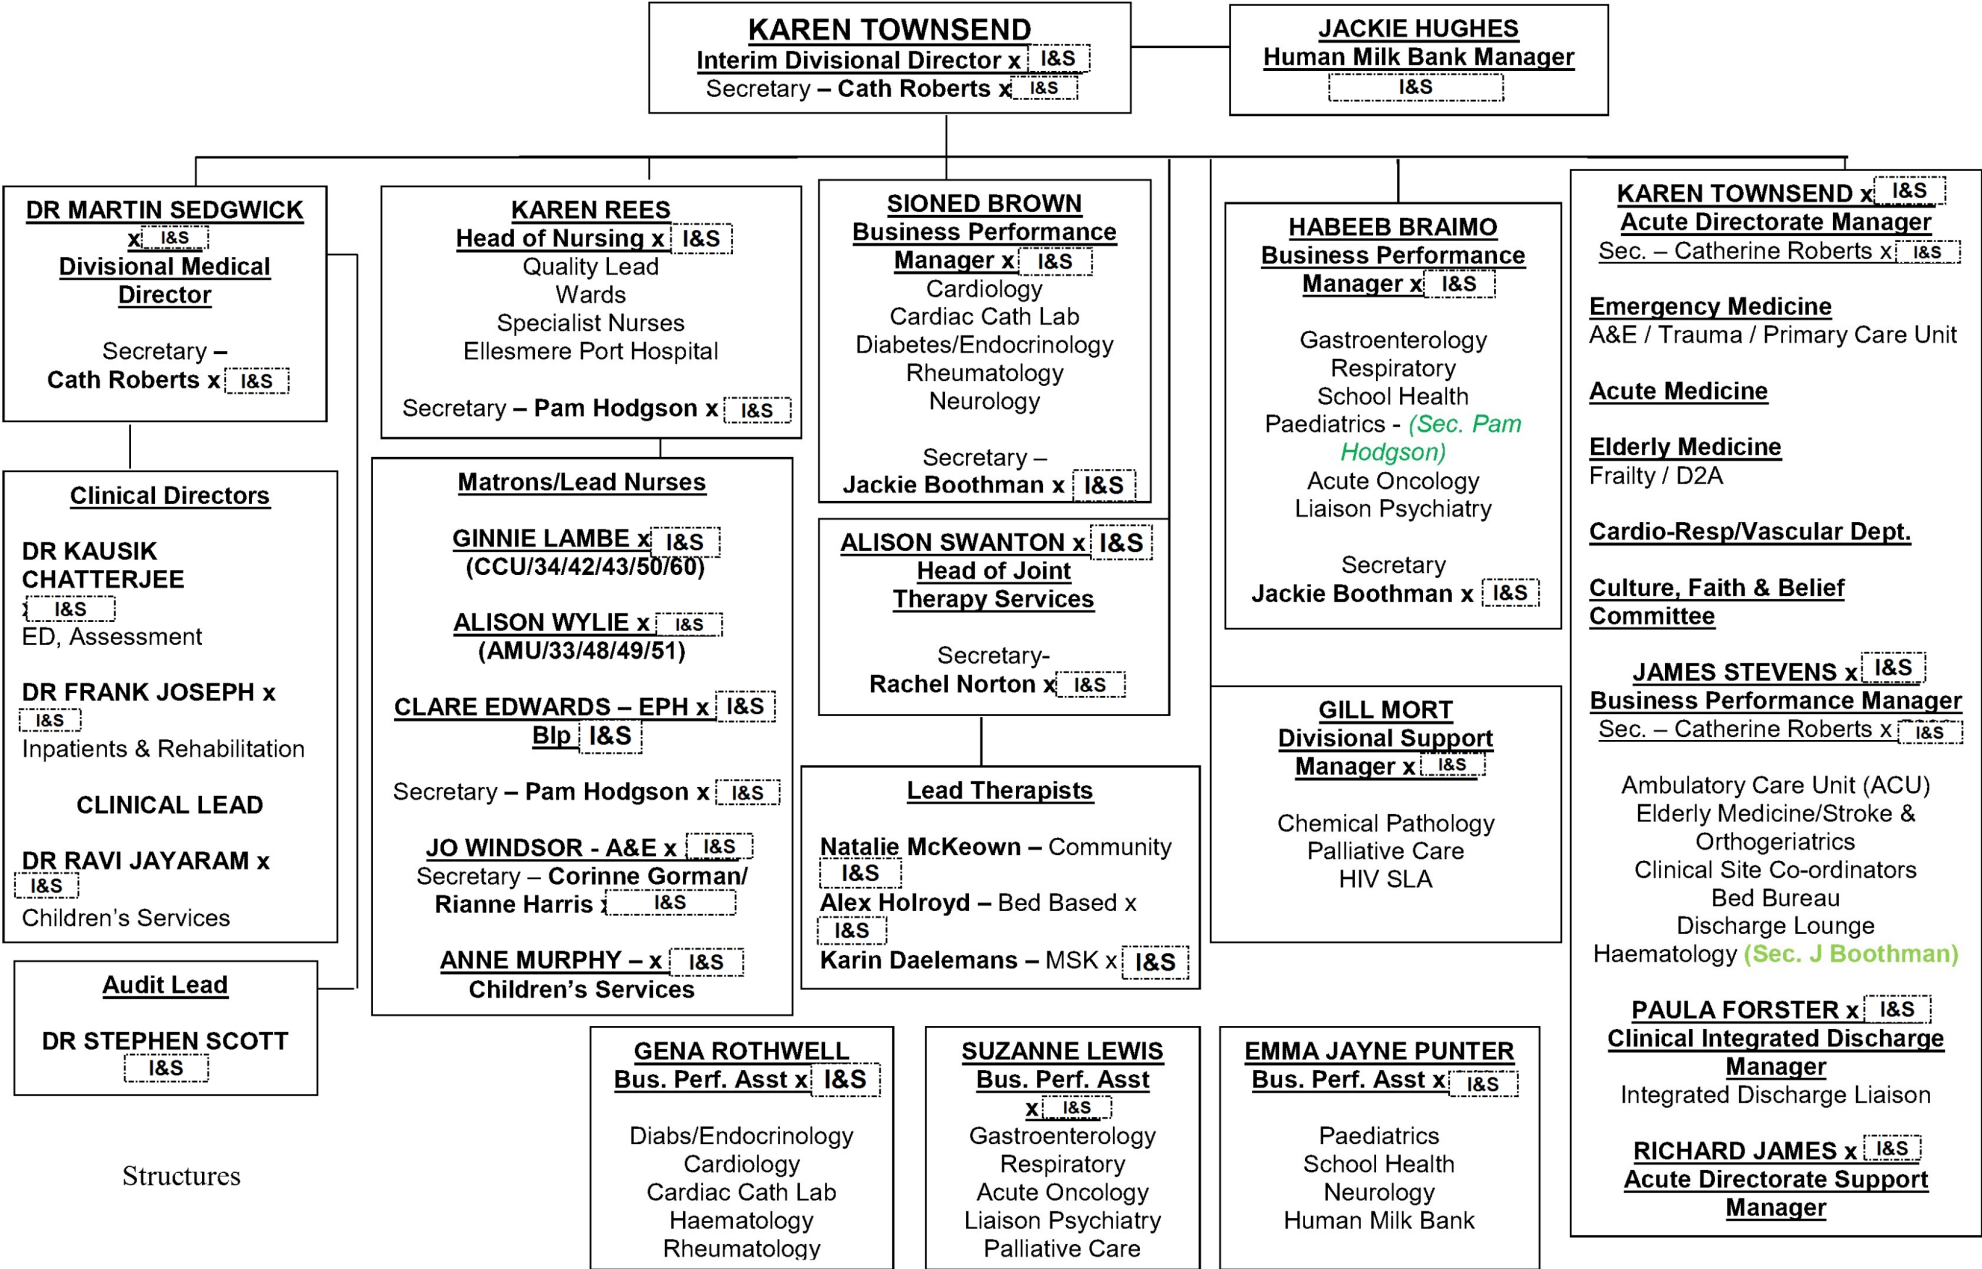 KAREN TOWNSEND
Interim Divisional Director x I&S
Secretary – Cath Roberts x I&S
JACKIE HUGHES
Human Milk Bank Manager
I&S
DR MARTIN SEDGWICK
x I&S
Divisional Medical
Director
Secretary –
Cath Roberts x I&S
Clinical Directors
DR KAUSIK
CHATTERJEE
I&S
ED, Assessment
DR FRANK JOSEPH x
I&S
Inpatients & Rehabilitation
CLINICAL LEAD
DR RAVI JAYARAM x
I&S
Children's Services
Audit Lead
DR STEPHEN SCOTT
I&S
Structures
KAREN REES
Head of Nursing x I&S
Quality Lead
Wards
Specialist Nurses
Ellesmere Port Hospital
Secretary – Pam Hodgson x I&S
Matrons/Lead Nurses
GINNIE LAMBE x I&S
(CCU/34/42/43/50/60)
ALISON WYLIE x I&S
(AMU/33/48/49/51)
CLARE EDWARDS – EPH x I&S
Blp I&S
Secretary – Pam Hodgson x I&S
JO WINDSOR - A&E x I&S
Secretary – Corinne Gorman/
Rianne Harris x I&S
ANNE MURPHY – x I&S
Children's Services
SIONED BROWN
Business Performance
Manager x I&S
Cardiology
Cardiac Cath Lab
Diabetes/Endocrinology
Rheumatology
Neurology
Secretary –
Jackie Boothman x I&S
ALISON SWANTON x I&S
Head of Joint
Therapy Services
Secretary-
Rachel Norton x I&S
Lead Therapists
Natalie McKeown – Community
I&S
Alex Holroyd – Bed Based x
I&S
Karin Daelemans – MSK x I&S
HABEEB BRAIMO
Business Performance
Manager x I&S
Gastroenterology
Respiratory
School Health
Paediatrics - (Sec. Pam
Hodgson)
Acute Oncology
Liaison Psychiatry
Secretary
Jackie Boothman x I&S
GILL MORT
Divisional Support
Manager x I&S
Chemical Pathology
Palliative Care
HIV SLA
KAREN TOWNSEND x I&S
Acute Directorate Manager
Sec. – Catherine Roberts x I&S
Emergency Medicine
A&E / Trauma / Primary Care Unit
Acute Medicine
Elderly Medicine
Frailty / D2A
Cardio-Resp/Vascular Dept.
Culture, Faith & Belief
Committee
JAMES STEVENS x I&S
Business Performance Manager
Sec. – Catherine Roberts x I&S
Ambulatory Care Unit (ACU)
Elderly Medicine/Stroke &
Orthogeriatrics
Clinical Site Co-ordinators
Bed Bureau
Discharge Lounge
Haematology (Sec. J Boothman)
PAULA FORSTER x I&S
Clinical Integrated Discharge
Manager
Integrated Discharge Liaison
RICHARD JAMES x I&S
Acute Directorate Support
Manager
GENA ROTHWELL
Bus. Perf. Asst x I&S
Diabs/Endocrinology
Cardiology
Cardiac Cath Lab
Haematology
Rheumatology
SUZANNE LEWIS
Bus. Perf. Asst
x I&S
Gastroenterology
Respiratory
Acute Oncology
Liaison Psychiatry
Palliative Care
EMMA JAYNE PUNTER
Bus. Perf. Asst x I&S
Paediatrics
School Health
Neurology
Human Milk Bank